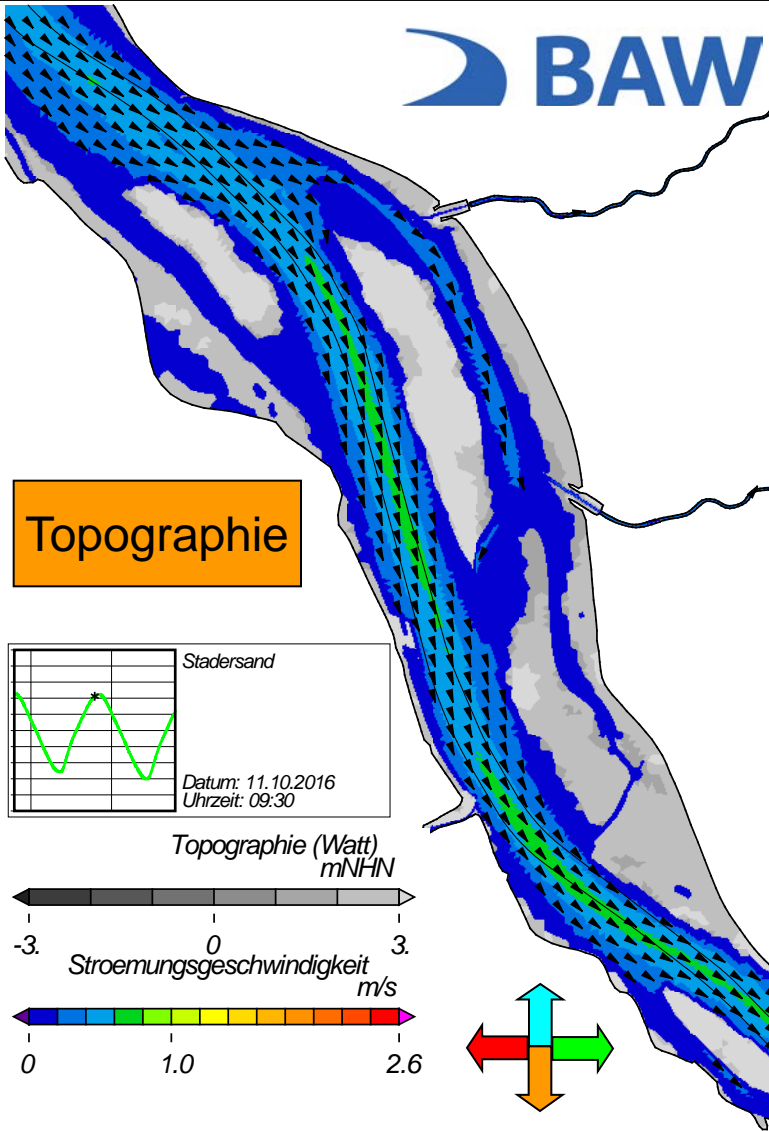 BAW
Topographie
Stadersand
Datum: 11.10.2016
Uhrzeit: 09:30
Topographie (Watt)
mNHN
-3. 0 3.
Stroemungsgeschwindigkeit
m/s
0 1.0 2.6